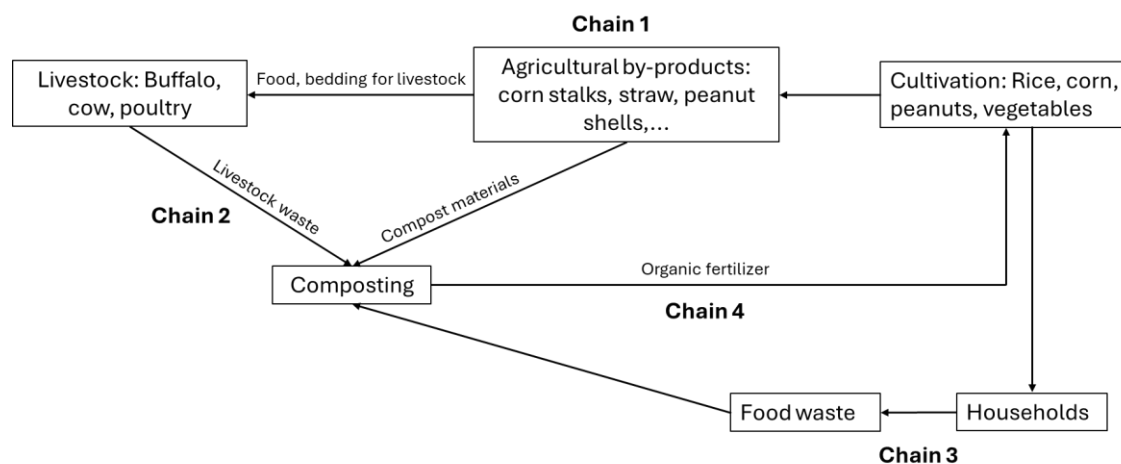 Chain 1
Livestock: Buffalo,
cow, poultry
Food, bedding for livestock
Agricultural by-products:
corn stalks, straw, peanut
shells,...
Cultivation: Rice, corn,
peanuts, vegetables
Livestock waste
Compost materials
Chain 2
Composting
Organic fertilizer
Chain 4
Food waste
Households
Chain 3